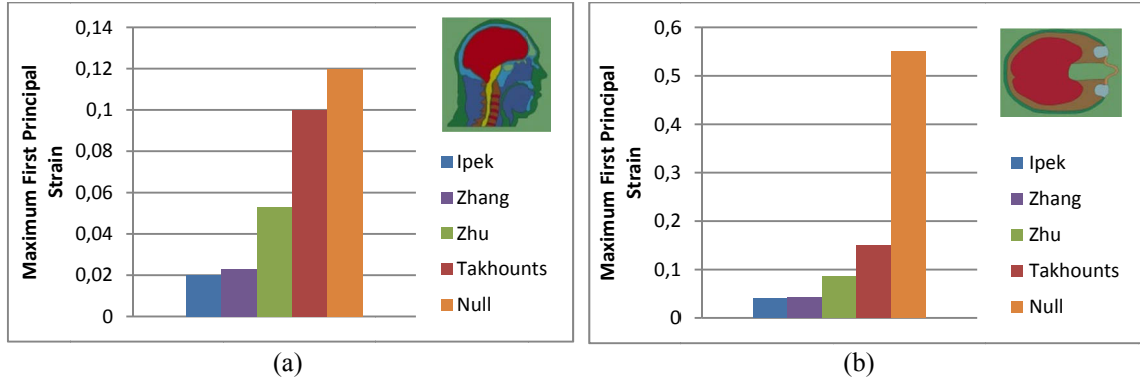 Maximum First Principal
Strain
0,14
0,12
0,1
0,08
0,06
0,04
0,02
0
Ipek
Zhang
Zhu
Takhounts
Null
(a)
Maximum First Principal
Strain
0,6
0,5
0,4
0,3
0,2
0,1
0
Ipek
Zhang
Zhu
Takhounts
Null
(b)